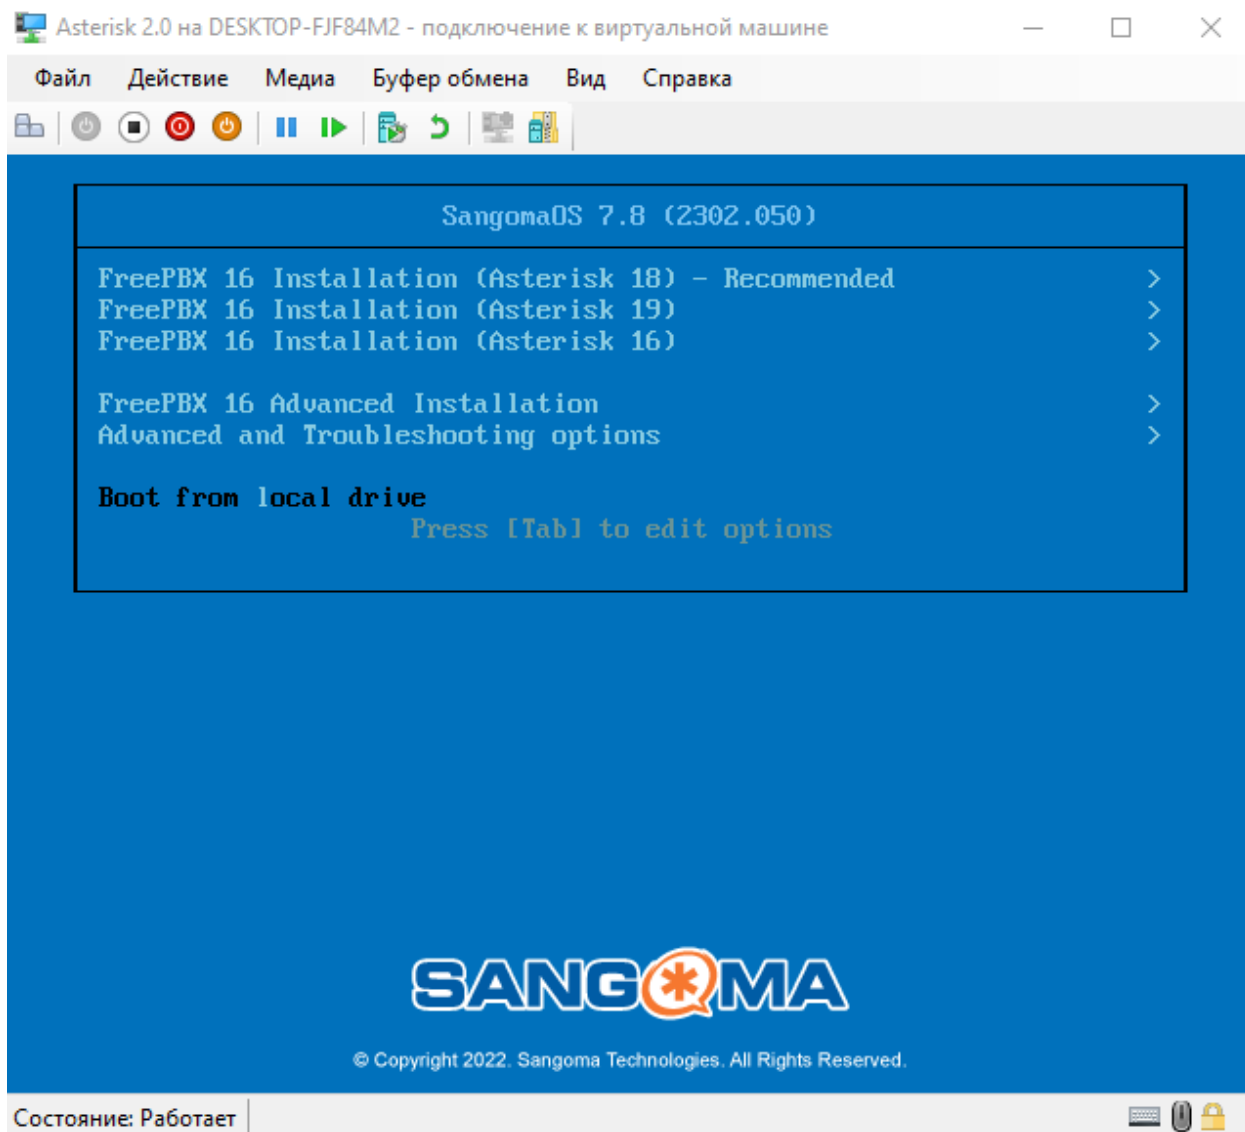 Asterisk 2.0 на DESKTOP-FJF84M2 - подключение к виртуальной машине
Файл Действие Медиа Буфер обмена Вид Справка
SangomaOS 7.8 (2302.050)
FreePBX 16 Installation (Asterisk 18) - Recommended >
FreePBX 16 Installation (Asterisk 19) >
FreePBX 16 Installation (Asterisk 16) >
FreePBX 16 Advanced Installation >
Advanced and Troubleshooting options >
Boot from local drive
Press [Tab] to edit options
SANGOMA
© Copyright 2022. Sangoma Technologies. All Rights Reserved.
Состояние: Работает